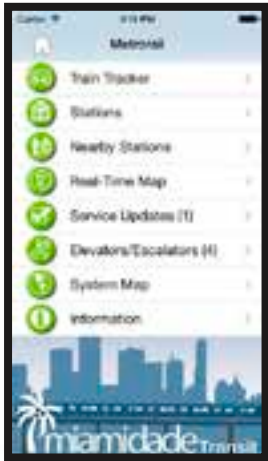 Carrier
Metrorail
Train Tracker
Stations
Nearby Stations
Real-Time Map
Service Updates (1)
Elevators/Escalators (4)
System Map
Information
miamidade Transit